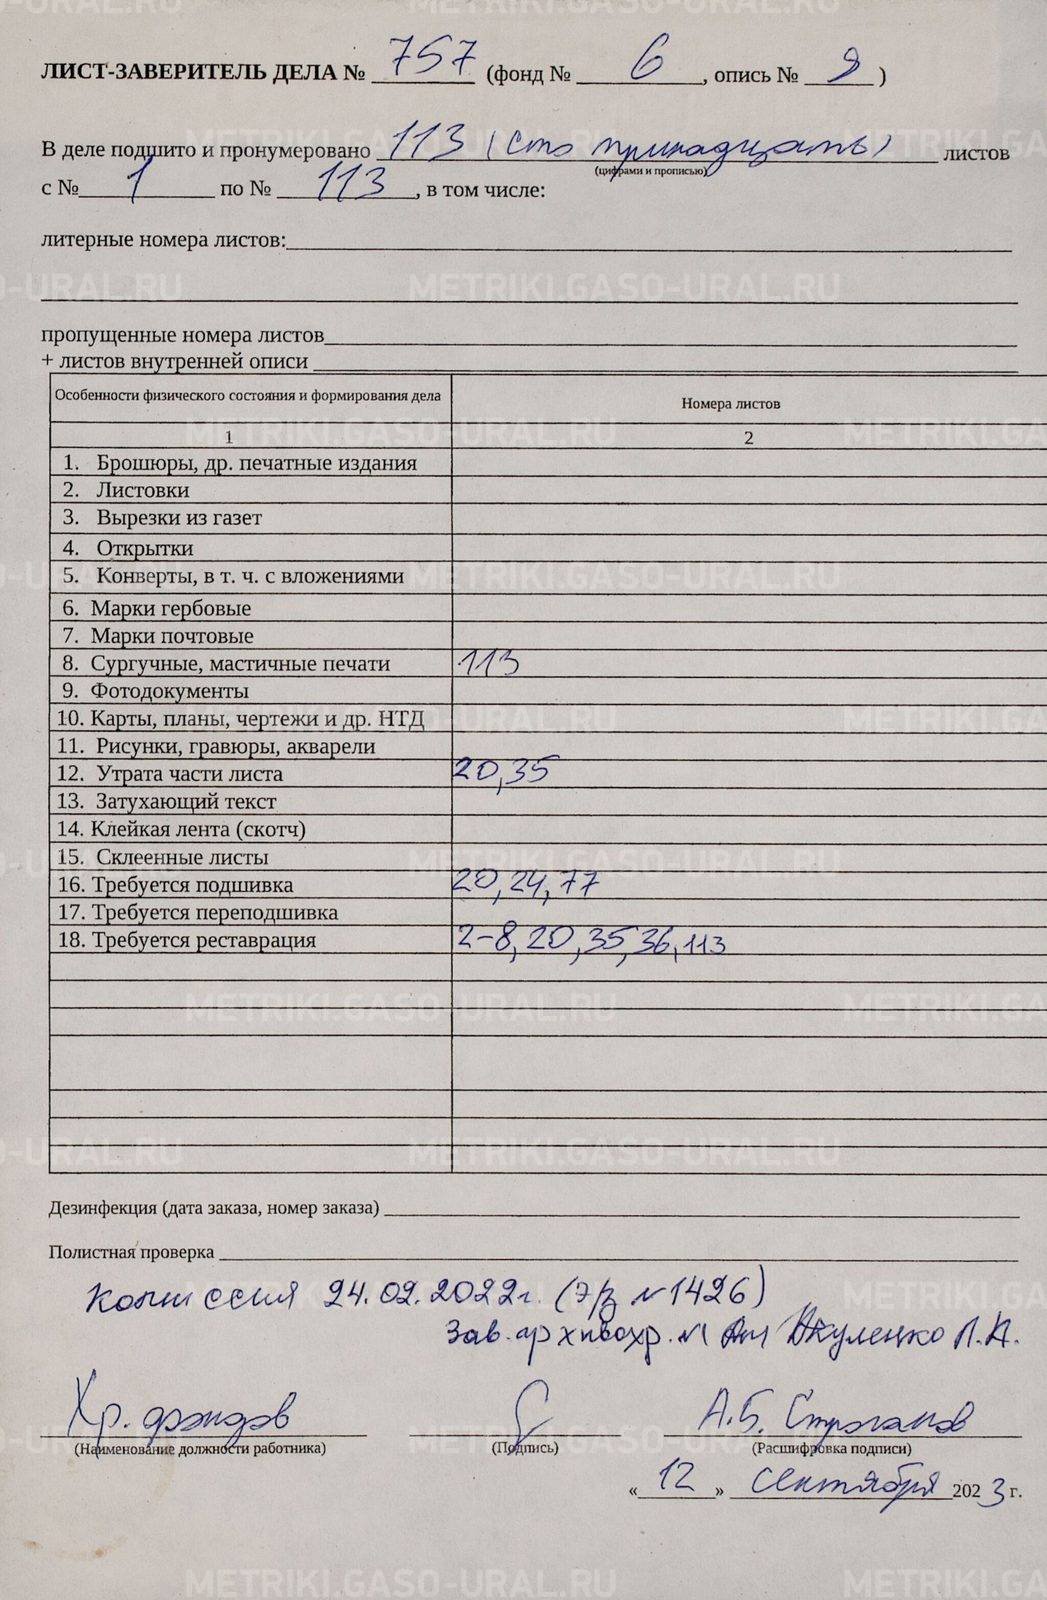 ЛИСТ-ЗАВЕРИТЕЛЬ ДЕЛА № 757 (фонд № 6, опись № 9)
В деле подшито и пронумеровано 113 (сто тринадцать) листов
(цифрами и прописью)
с № 1 по № 113, в том числе:
литерные номера листов:
пропущенные номера листов
+ листов внутренней описи
Особенности физического состояния и формирования дела Номера листов
1 2
1. Брошюры, др. печатные издания
2. Листовки
3. Вырезки из газет
4. Открытки
5. Конверты, в т. ч. с вложениями
6. Марки гербовые
7. Марки почтовые
8. Сургучные, мастичные печати 113
9. Фотодокументы
10. Карты, планы, чертежи и др. НТД
11. Рисунки, гравюры, акварели
12. Утрата части листа 20,35
13. Затухающий текст
14. Клейкая лента (скотч)
15. Склеенные листы
16. Требуется подшивка 20,24,77
17. Требуется переподшивка
18. Требуется реставрация 2-8,20,35,36,113
Дезинфекция (дата заказа, номер заказа)
Полистная проверка
комиссия 24.02.2022г. (Э/з №1426)
Зав. архивохр. №1 Джуленко Л.А.
Хр. фондов А.Б. Строганов
(Наименование должности работника) (Подпись) (Расшифровка подписи)
«12» сентября 2023 г.
METRIKI.GASO-URAL.RU